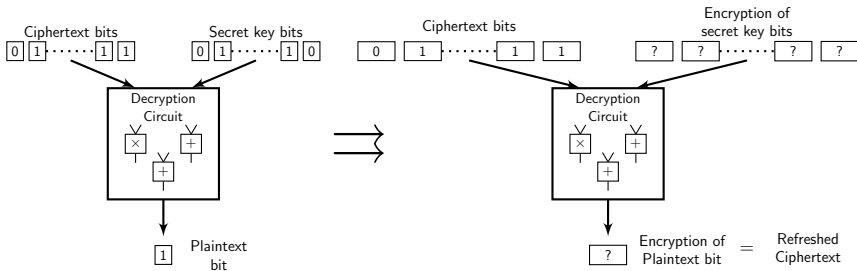 Ciphertext bits
Secret key bits
0 1 1 1
0 1 1 0
Decryption
Circuit
×
+
+
1
Plaintext
bit
Ciphertext bits
Encryption of
secret key bits
0 1 1 1
? ? ? ?
Decryption
Circuit
×
+
+
?
Encryption of
Plaintext bit
=
Refreshed
Ciphertext